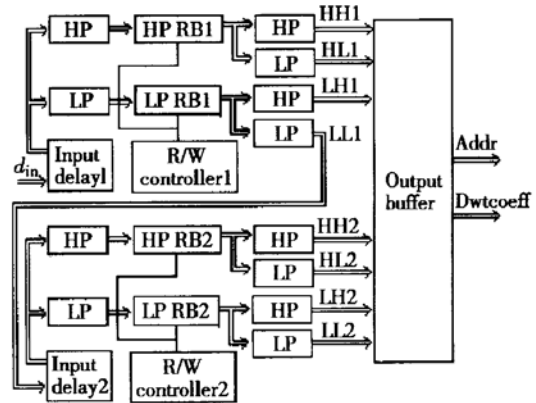 HP
HP RB1
HP
HH1
LP
HL1
LP
LP RB1
HP
LH1
LP
LL1
d_in
Input
delay1
R/W
controller1
Output
buffer
Addr
Dwtcoeff
HP
HP RB2
HP
HH2
LP
HL2
LP
LP RB2
HP
LH2
LP
LL2
Input
delay2
R/W
controller2